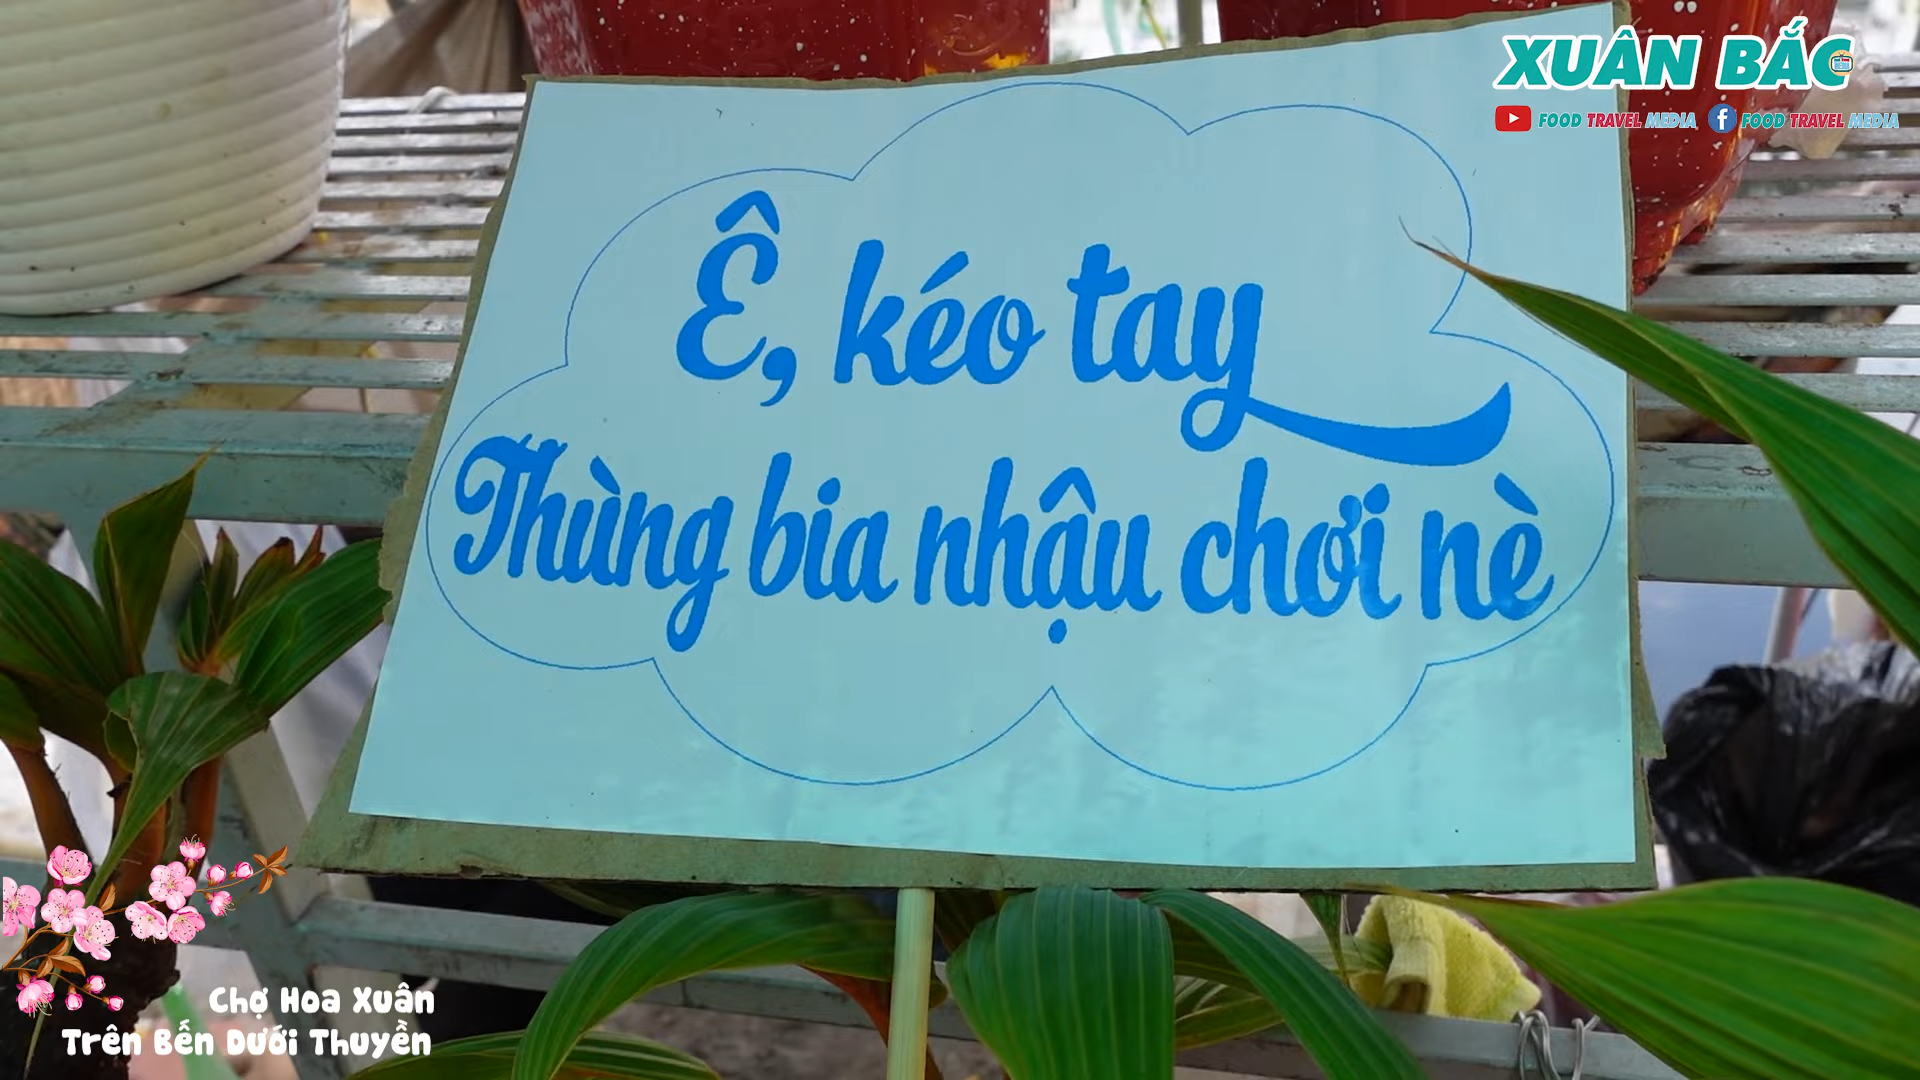 XUÂN BẮC
FOOD TRAVEL MEDIA FOOD TRAVEL MEDIA
Ê, kéo tay
Thùng bia nhậu chơi nè
Chợ Hoa Xuân
Trên Bến Dưới Thuyền